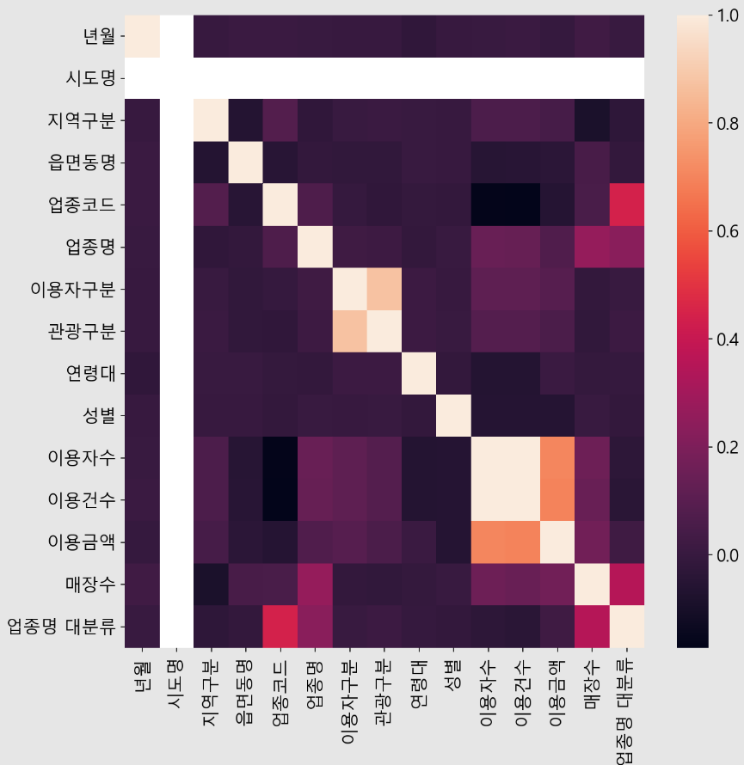 년월
시도명
지역구분
읍면동명
업종코드
업종명
이용자구분
관광구분
연령대
성별
이용자수
이용건수
이용금액
매장수
업종명 대분류
년월
시도명
지역구분
읍면동명
업종코드
업종명
이용자구분
관광구분
연령대
성별
이용자수
이용건수
이용금액
매장수
업종명 대분류
1.0
0.8
0.6
0.4
0.2
0.0